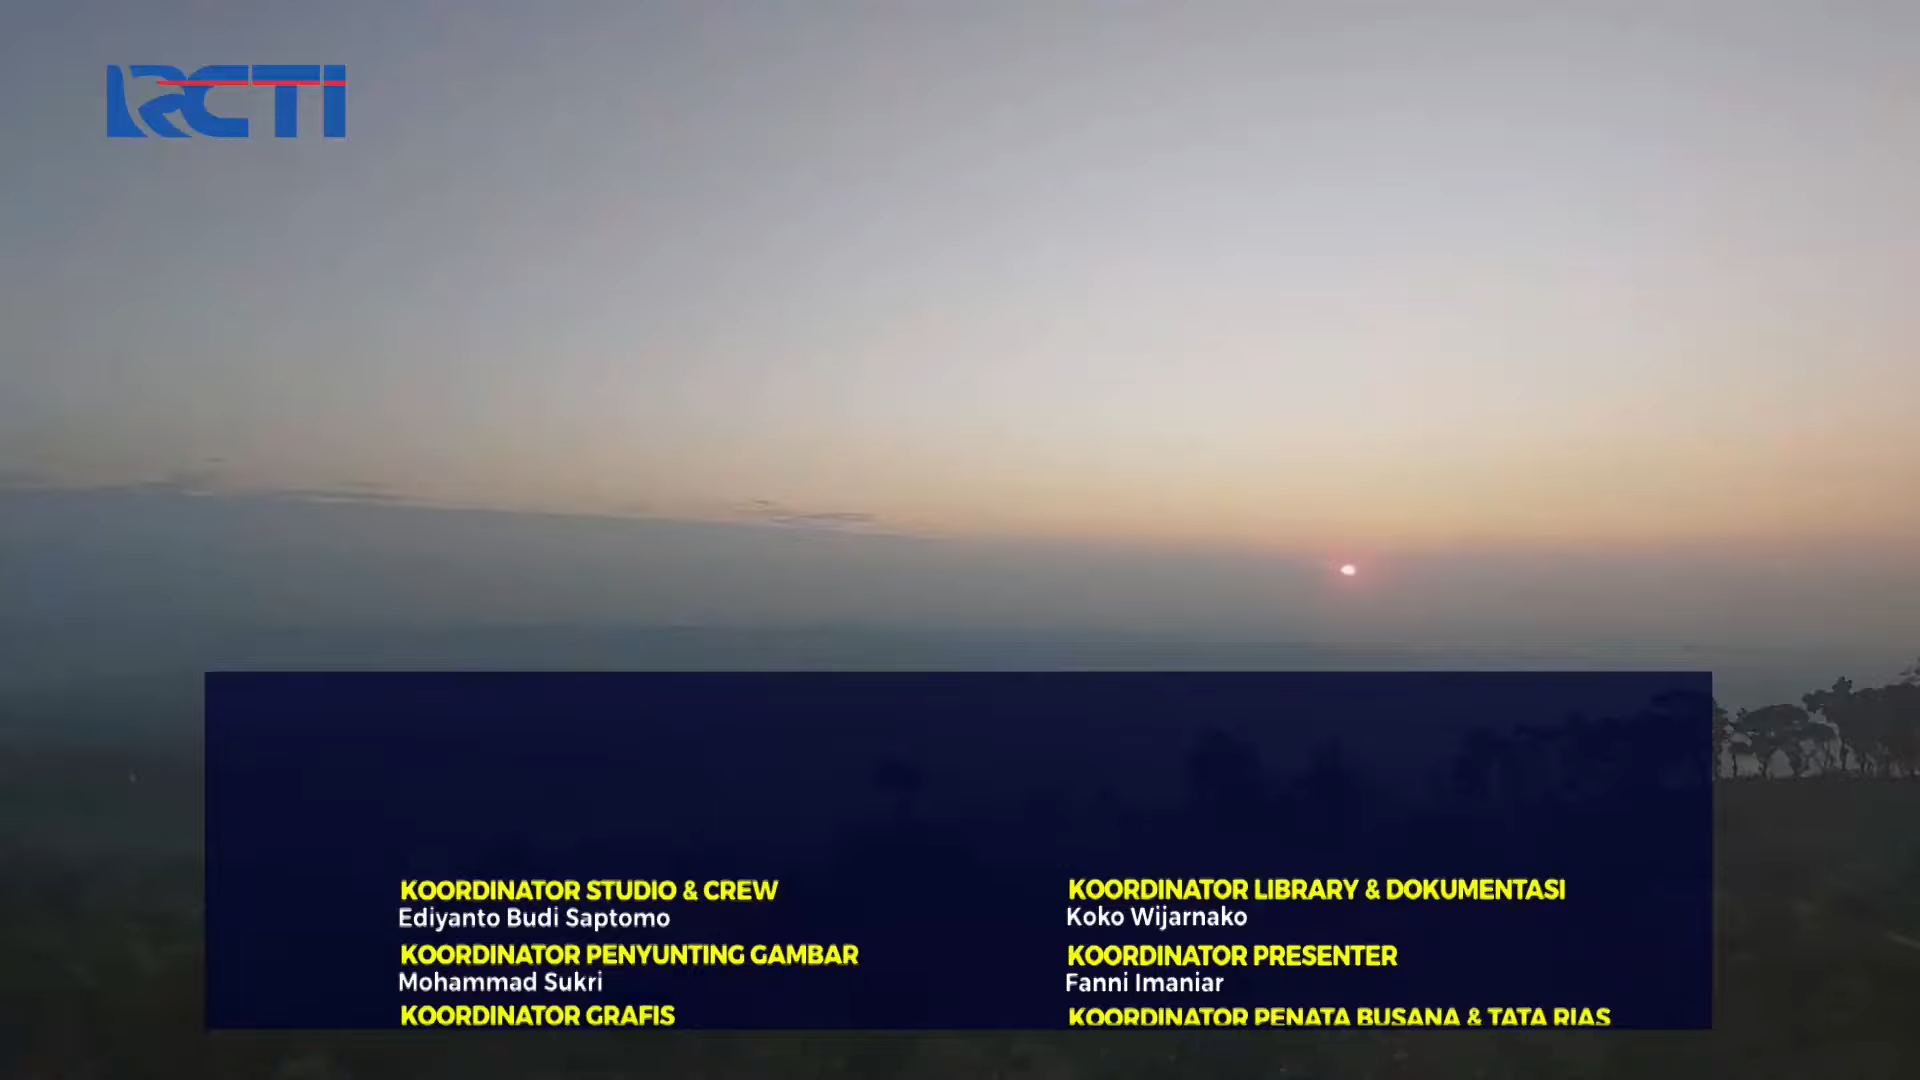 RCTI
KOORDINATOR STUDIO & CREW
Ediyanto Budi Saptomo
KOORDINATOR PENYUNTING GAMBAR
Mohammad Sukri
KOORDINATOR GRAFIS
KOORDINATOR LIBRARY & DOKUMENTASI
Koko Wijarnako
KOORDINATOR PRESENTER
Fanni Imaniar
KOORDINATOR PENATA BUSANA & TATA RIAS